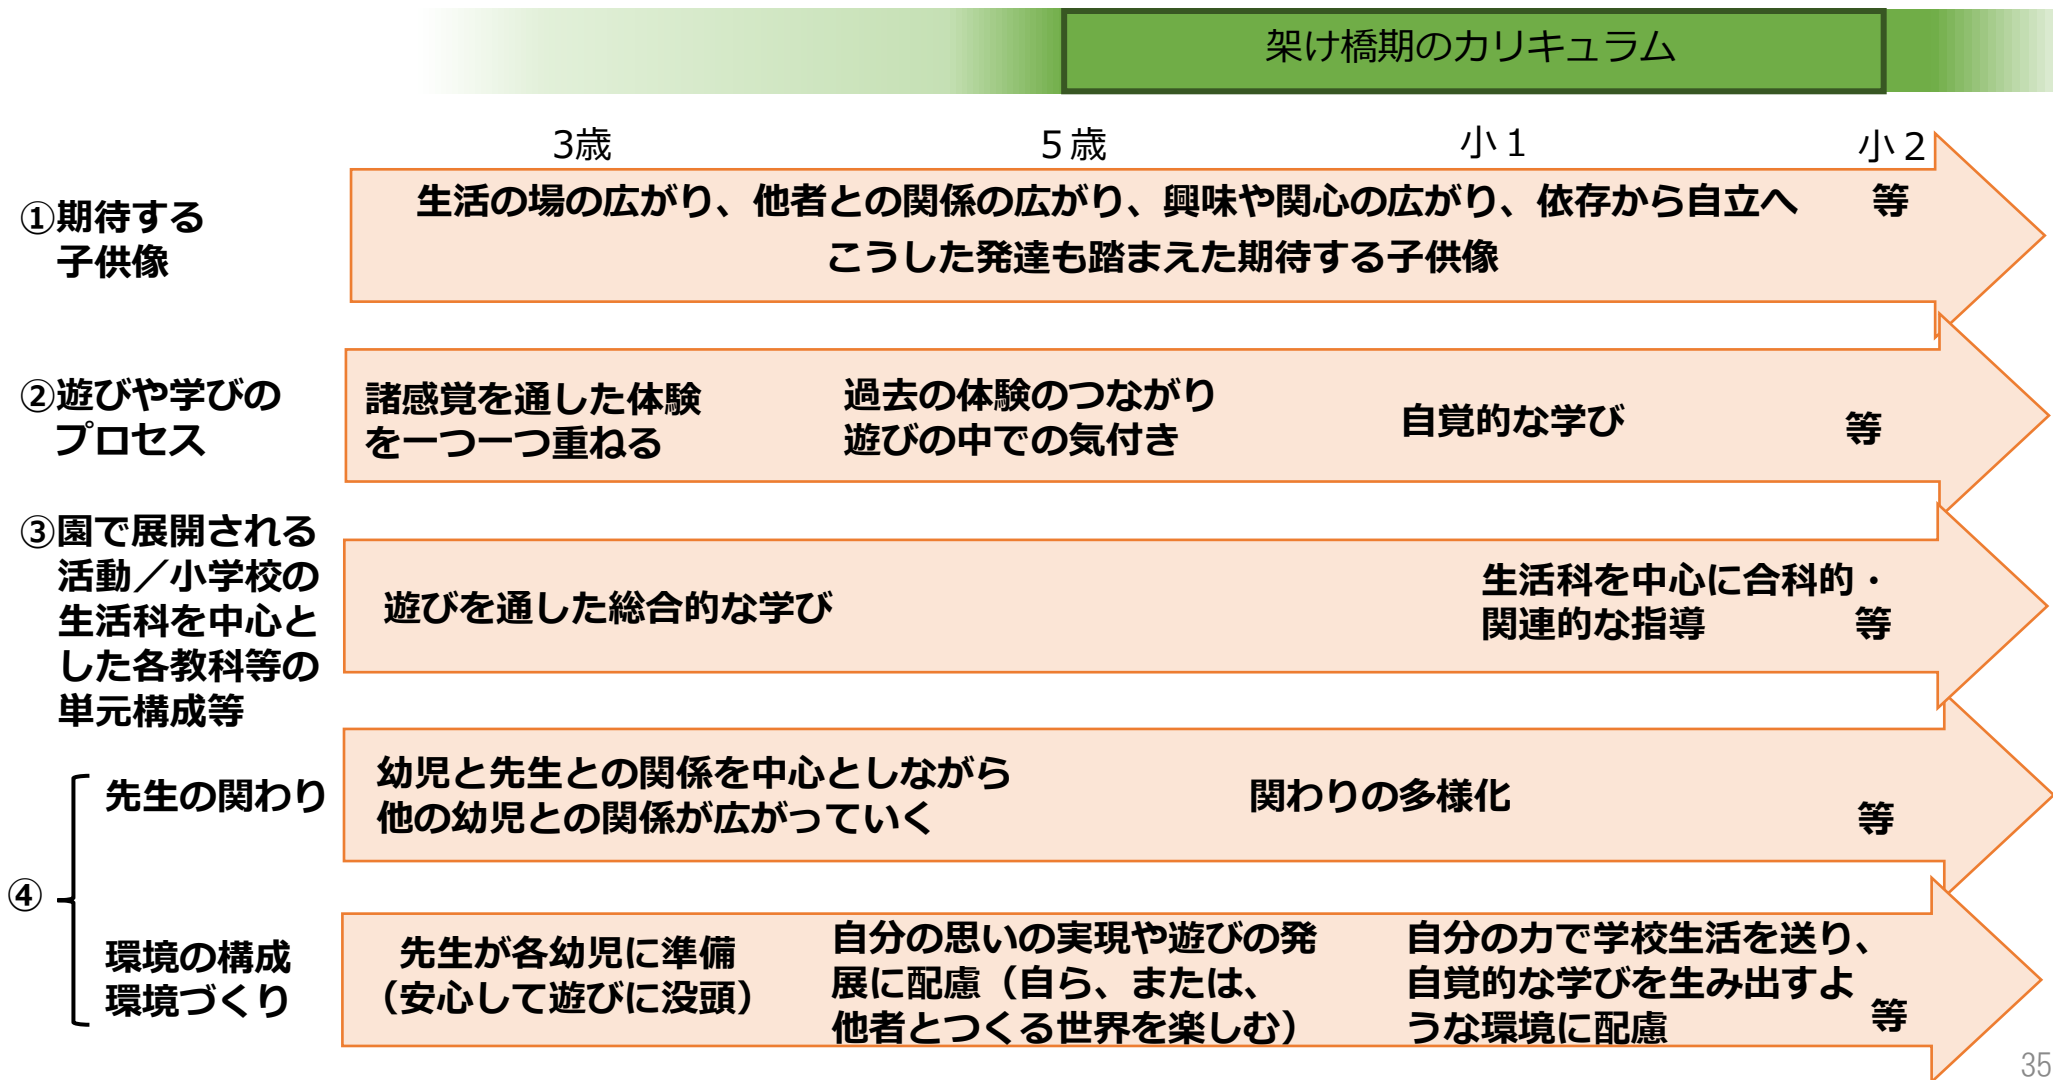 架け橋期のカリキュラム
3歳
５歳
小１
小２
①期待する
子供像
生活の場の広がり、他者との関係の広がり、興味や関心の広がり、依存から自立へ　等
こうした発達も踏まえた期待する子供像
②遊びや学びの
プロセス
諸感覚を通した体験
を一つ一つ重ねる
過去の体験のつながり
遊びの中での気付き
自覚的な学び
等
③園で展開される
活動／小学校の
生活科を中心と
した各教科等の
単元構成等
遊びを通した総合的な学び
生活科を中心に合科的・
関連的な指導　等
④
先生の関わり
幼児と先生との関係を中心としながら
他の幼児との関係が広がっていく
関わりの多様化
等
環境の構成
環境づくり
先生が各幼児に準備
（安心して遊びに没頭）
自分の思いの実現や遊びの発
展に配慮（自ら、または、
他者とつくる世界を楽しむ）
自分の力で学校生活を送り、
自覚的な学びを生み出すよ
うな環境に配慮
等
35